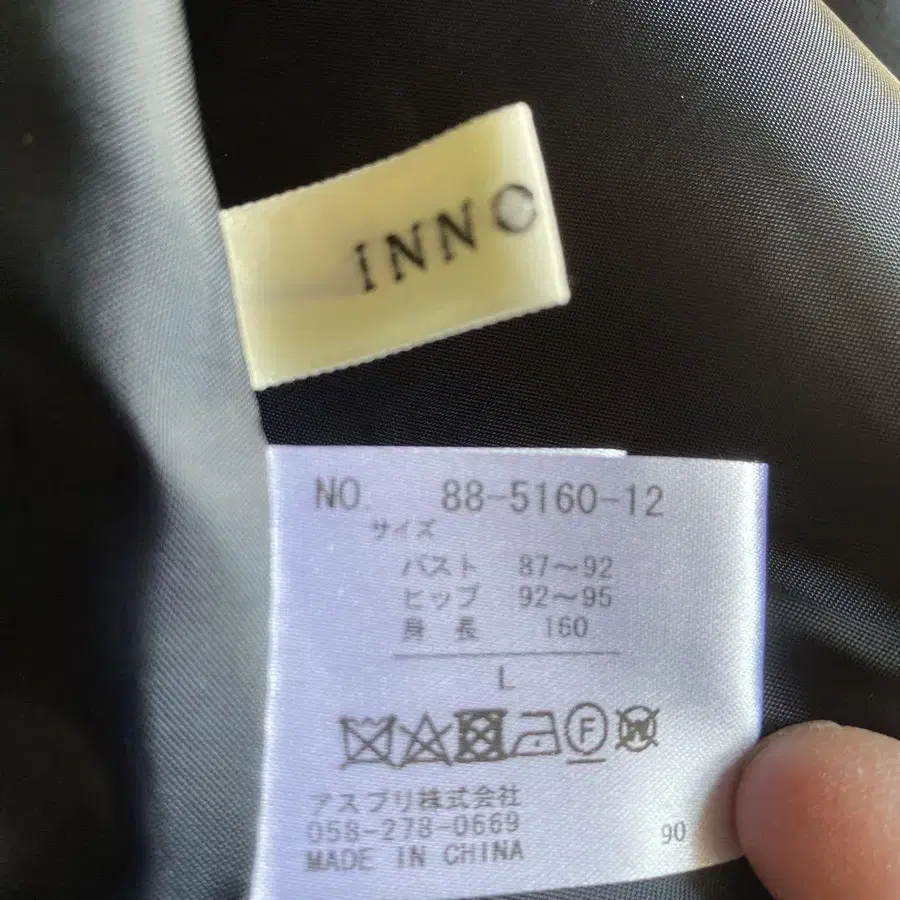 INNO
NO. 88-5160-12
サイズ
バスト 87～92
ヒップ 92～95
身長 160
L
F
W
アスプリ株式会社
058-278-0669
90
MADE IN CHINA